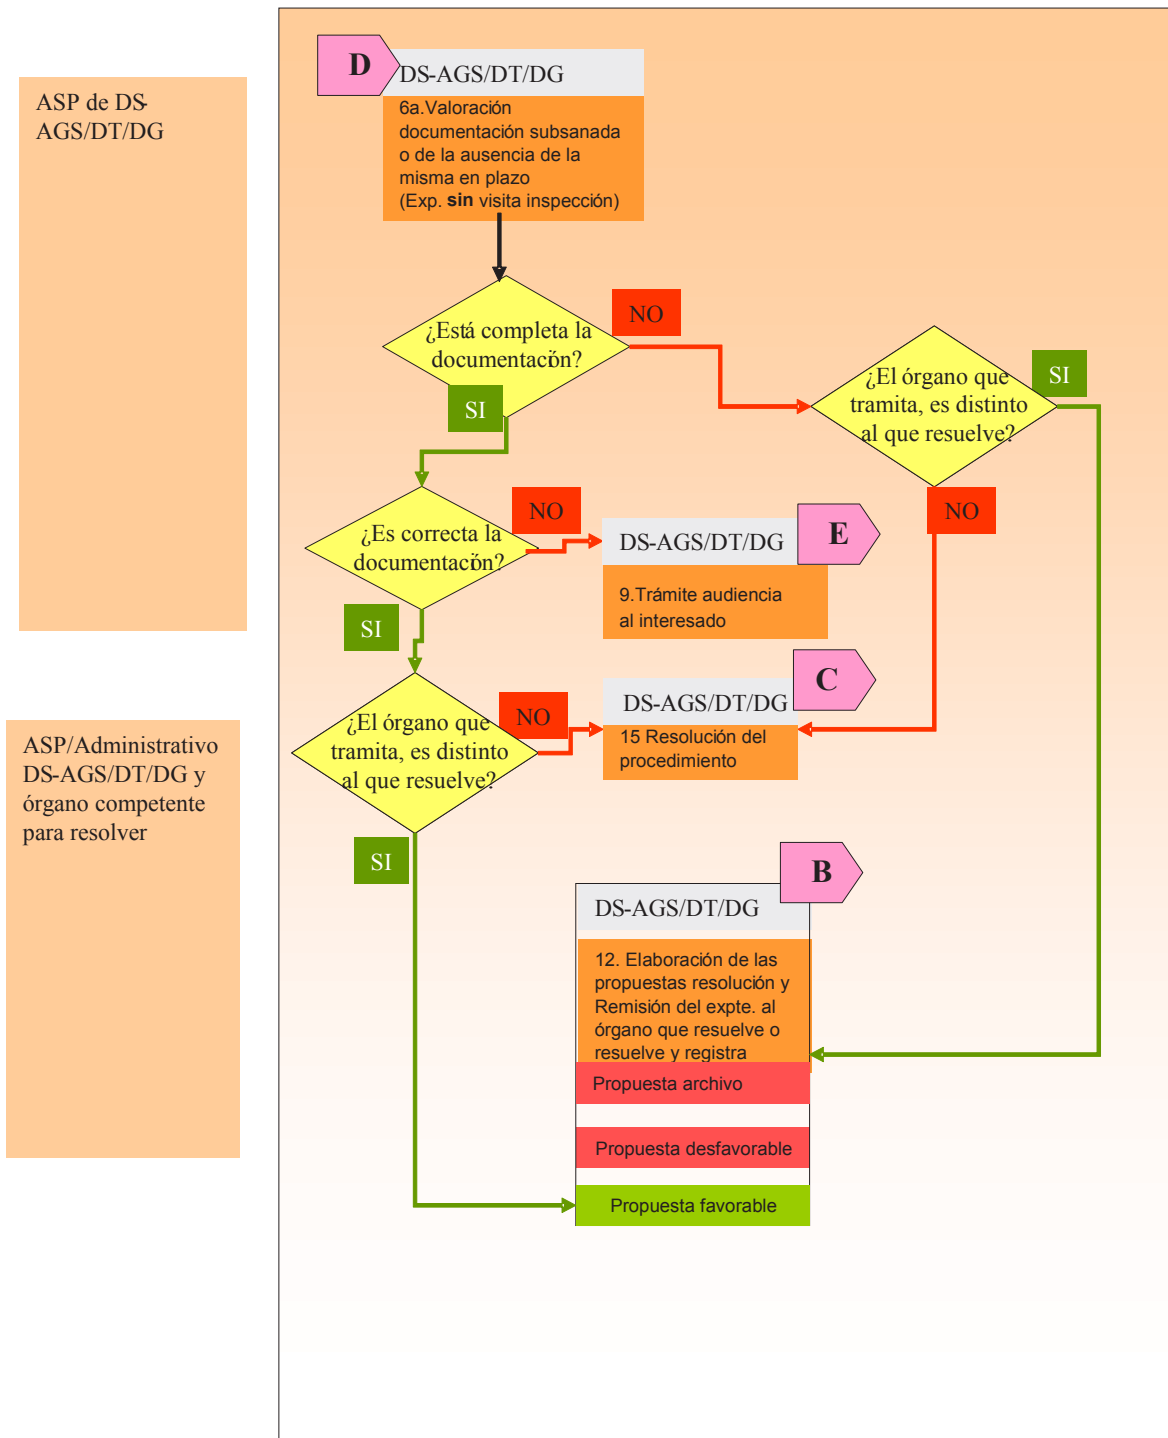 ASP de DS-
AGS/DT/DG
D
DS-AGS/DT/DG
6a.Valoración
documentación subsanada
o de la ausencia de la
misma en plazo
(Exp. sin visita inspección)
¿Está completa la
documentación?
NO
SI
¿El órgano que
tramita, es distinto
al que resuelve?
SI
NO
¿Es correcta la
documentación?
NO
SI
DS-AGS/DT/DG
E
9.Trámite audiencia
al interesado
ASP/Administrativo
DS-AGS/DT/DG y
órgano competente
para resolver
¿El órgano que
tramita, es distinto
al que resuelve?
NO
SI
DS-AGS/DT/DG
C
15 Resolución del
procedimiento
B
DS-AGS/DT/DG
12. Elaboración de las
propuestas resolución y
Remisión del expte. al
órgano que resuelve o
resuelve y registra
Propuesta archivo
Propuesta desfavorable
Propuesta favorable